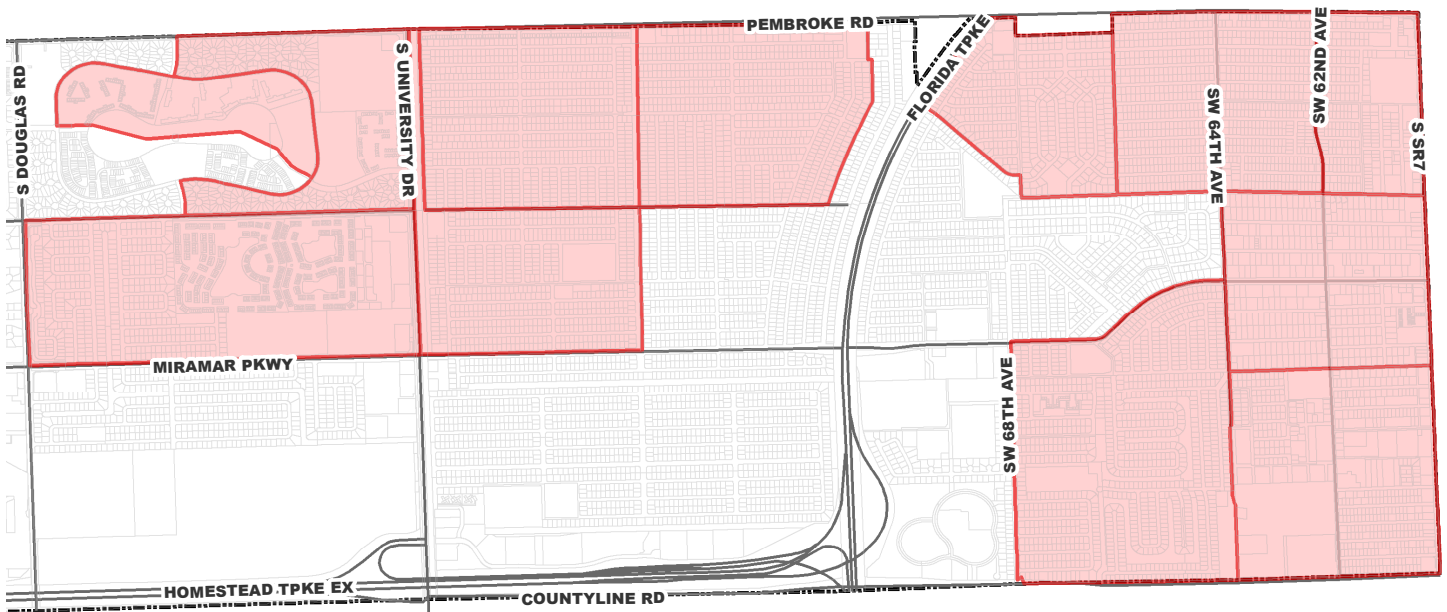 PEMBROKE RD
FLORIDA TPKE
SW 62ND AVE
S DOUGLAS RD
S UNIVERSITY DR
SW 64TH AVE
S SR7
MIRAMAR PKWY
SW 68TH AVE
HOMESTEAD TPKE EX
COUNTYLINE RD